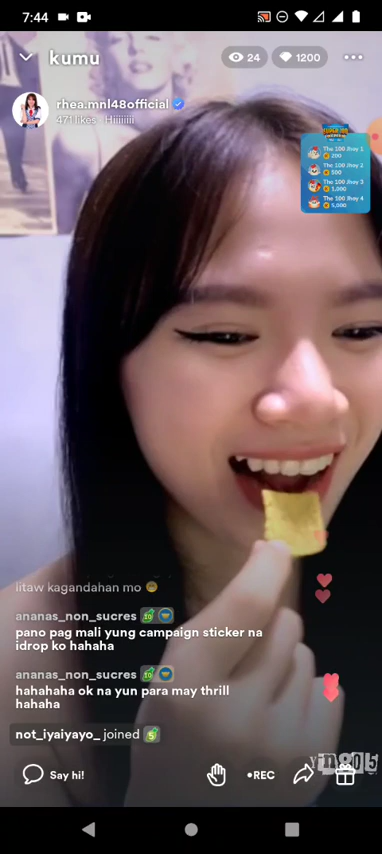 7:44
kumu
24
1200
rhea.mnl48official
471 likes · Hiiiiiii
The 100 Jhay 1
200
The 100 Jhay 2
500
The 100 Jhay 3
1,000
The 100 Jhay 4
5,000
litaw kagandahan mo
ananas_non_sucres
pano pag mali yung campaign sticker na
idrop ko hahaha
ananas_non_sucres
hahahaha ok na yun para may thrill
hahaha
not_iyaiyayo_ joined 5
Say hi!
•REC
yin805